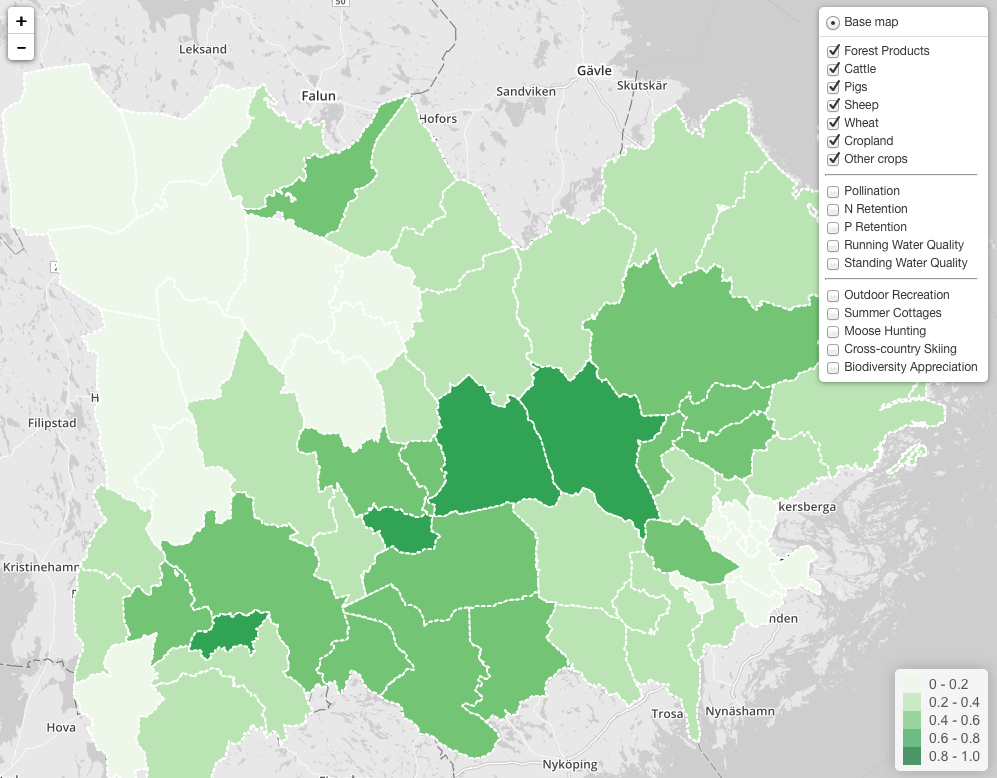 50
+
−
Leksand
Gävle
Falun
Sandviken
Skutskär
Hofors
Base map
Forest Products
Cattle
Pigs
Sheep
Wheat
Cropland
Other crops
Pollination
N Retention
P Retention
Running Water Quality
Standing Water Quality
Outdoor Recreation
Summer Cottages
Moose Hunting
Cross-country Skiing
Biodiversity Appreciation
H
Filipstad
kersberga
Kristinehamn
nden
Trosa
Nynäshamn
Hova
Nyköping
0 - 0.2
0.2 - 0.4
0.4 - 0.6
0.6 - 0.8
0.8 - 1.0